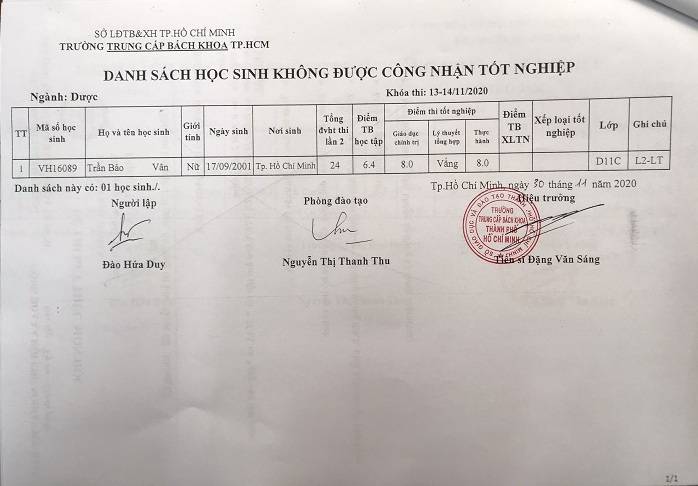 SỞ LĐTB&XH TP.HỒ CHÍ MINH
TRƯỜNG TRUNG CẤP BÁCH KHOA TP.HCM
DANH SÁCH HỌC SINH KHÔNG ĐƯỢC CÔNG NHẬN TỐT NGHIỆP
Ngành: Dược Khóa thi: 13-14/11/2020
TT Mã số học sinh Họ và tên học sinh Giới tính Ngày sinh Nơi sinh Tổng đvht thi lần 2 Điểm TB học tập Điểm thi tốt nghiệp Giáo dục chính trị Lý thuyết tổng hợp Thực hành Điểm TB XLTN Xếp loại tốt nghiệp Lớp Ghi chú
1 VH16089 Trần Bảo Vân Nữ 17/09/2001 Tp. Hồ Chí Minh 24 6.4 8.0 Vắng 8.0 D11C L2-LT
Danh sách này có: 01 học sinh./. Tp.Hồ Chí Minh, ngày 30 tháng 11 năm 2020
Người lập Phòng đào tạo Hiệu trưởng
TRƯỜNG
TRUNG CẤP BÁCH KHOA
THÀNH PHỐ
HỒ CHÍ MINH
Đào Hứa Duy Nguyễn Thị Thanh Thu Tiến sĩ Đặng Văn Sáng
1/1